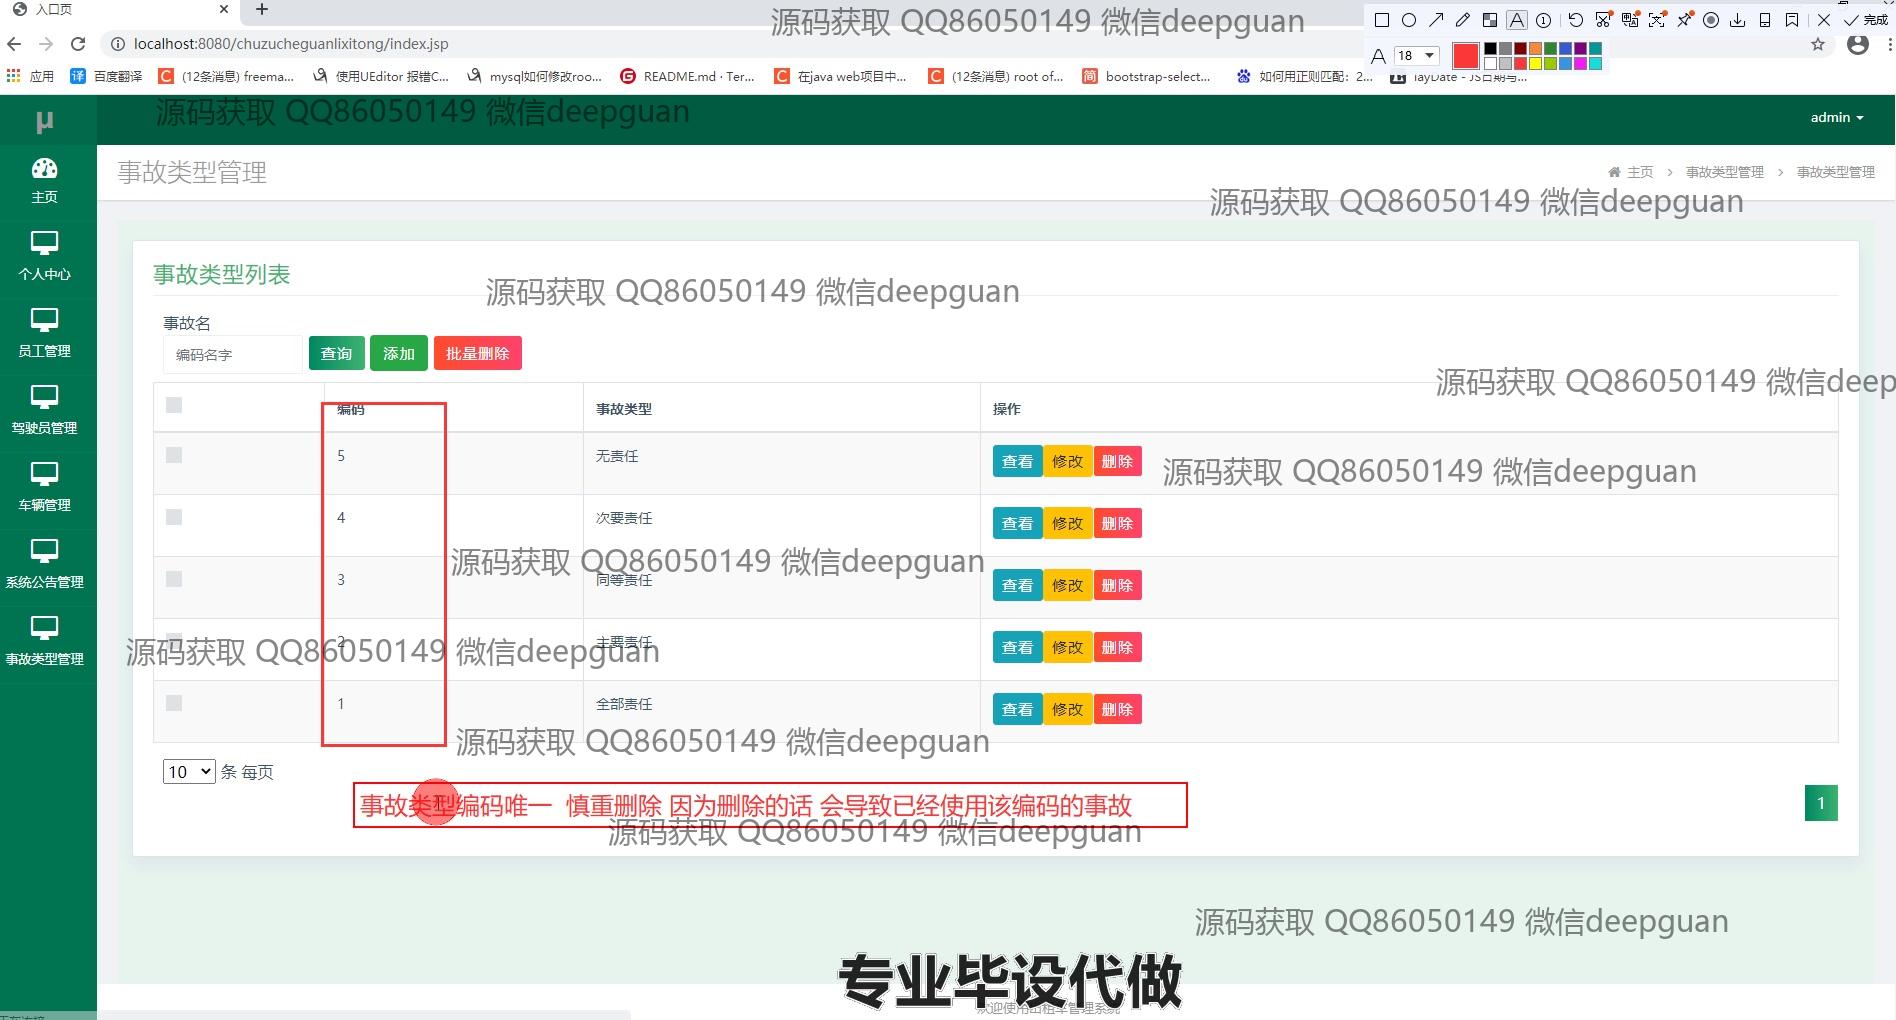 入口页
源码获取 QQ86050149 微信deepguan
完成
localhost:8080/chuzucheguanlixitong/index.jsp
A 18
应用 百度翻译 (12条消息) freema... 使用UEditor 报错C... mysql如何修改roo... README.md · Ter... 在java web项目中... (12条消息) root of... bootstrap-select... 如何用正则匹配：2... layDate - JS日期与...
源码获取 QQ86050149 微信deepguan
μ
admin
事故类型管理
主页 > 事故类型管理 > 事故类型管理
主页
源码获取 QQ86050149 微信deepguan
个人中心
事故类型列表
源码获取 QQ86050149 微信deepguan
事故名
员工管理
编码名字 查询 添加 批量删除
源码获取 QQ86050149 微信deep
编码 事故类型 操作
驾驶员管理
5 无责任 查看 修改 删除
源码获取 QQ86050149 微信deepguan
车辆管理
4 次要责任 查看 修改 删除
源码获取 QQ86050149 微信deepguan
3 同等责任 查看 修改 删除
系统公告管理
2 主要责任 查看 修改 删除
源码获取 QQ86050149 微信deepguan
事故类型管理
1 全部责任 查看 修改 删除
源码获取 QQ86050149 微信deepguan
10 条 每页
1
事故类型编码唯一 慎重删除 因为删除的话 会导致已经使用该编码的事故
源码获取 QQ86050149 微信deepguan
源码获取 QQ86050149 微信deepguan
专业毕设代做
欢迎使用出租车管理系统